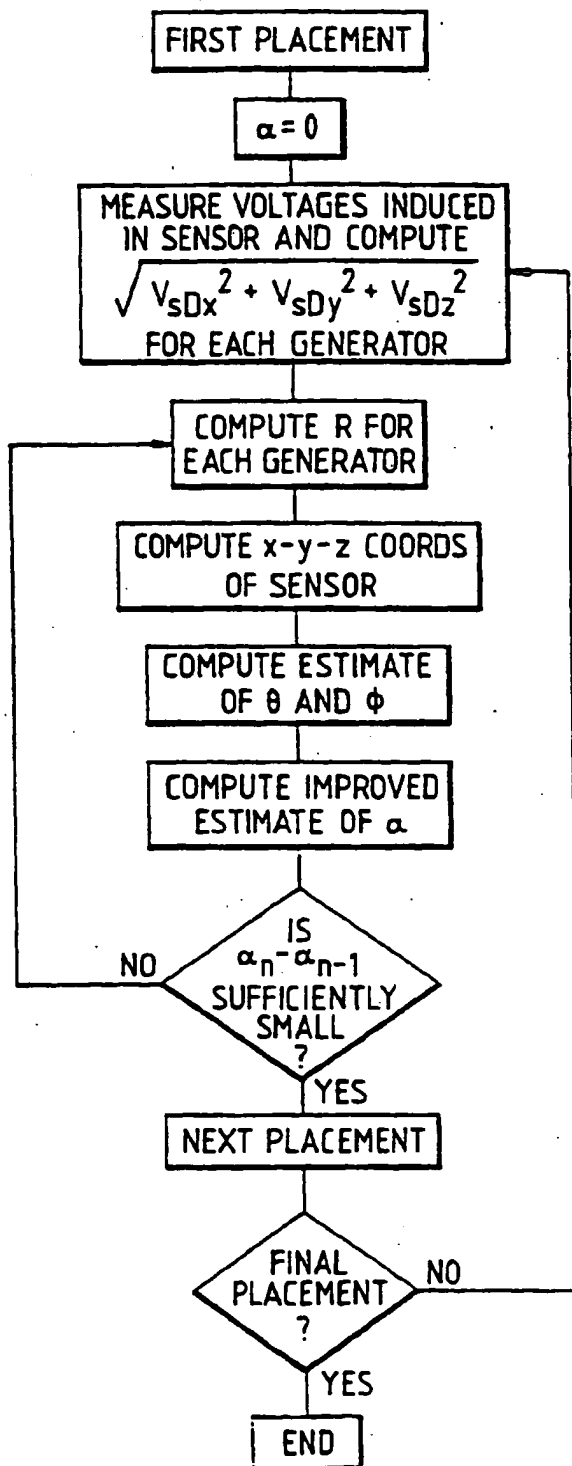 FIRST PLACEMENT
α = 0
MEASURE VOLTAGES INDUCED
IN SENSOR AND COMPUTE
√(V_sDx² + V_sDy² + V_sDz²)
FOR EACH GENERATOR
COMPUTE R FOR
EACH GENERATOR
COMPUTE x-y-z COORDS
OF SENSOR
COMPUTE ESTIMATE
OF θ AND ϕ
COMPUTE IMPROVED
ESTIMATE OF α
IS
α_n-α_n-1
SUFFICIENTLY
SMALL
?
NO
YES
NEXT PLACEMENT
FINAL
PLACEMENT
?
NO
YES
END